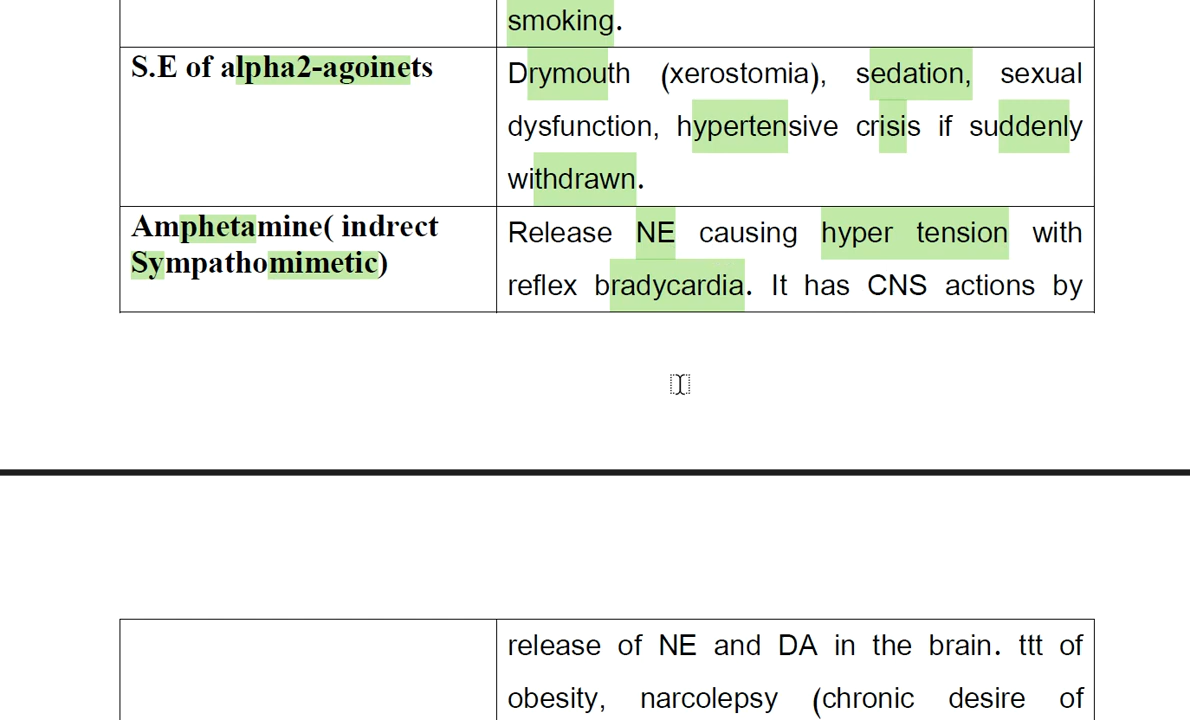 smoking.
S.E of alpha2-agoinets
Drymouth (xerostomia), sedation, sexual
dysfunction, hypertensive crisis if suddenly
withdrawn.
Amphetamine( indrect
Sympathomimetic)
Release NE causing hyper tension with
reflex bradycardia. It has CNS actions by
release of NE and DA in the brain. ttt of
obesity, narcolepsy (chronic desire of